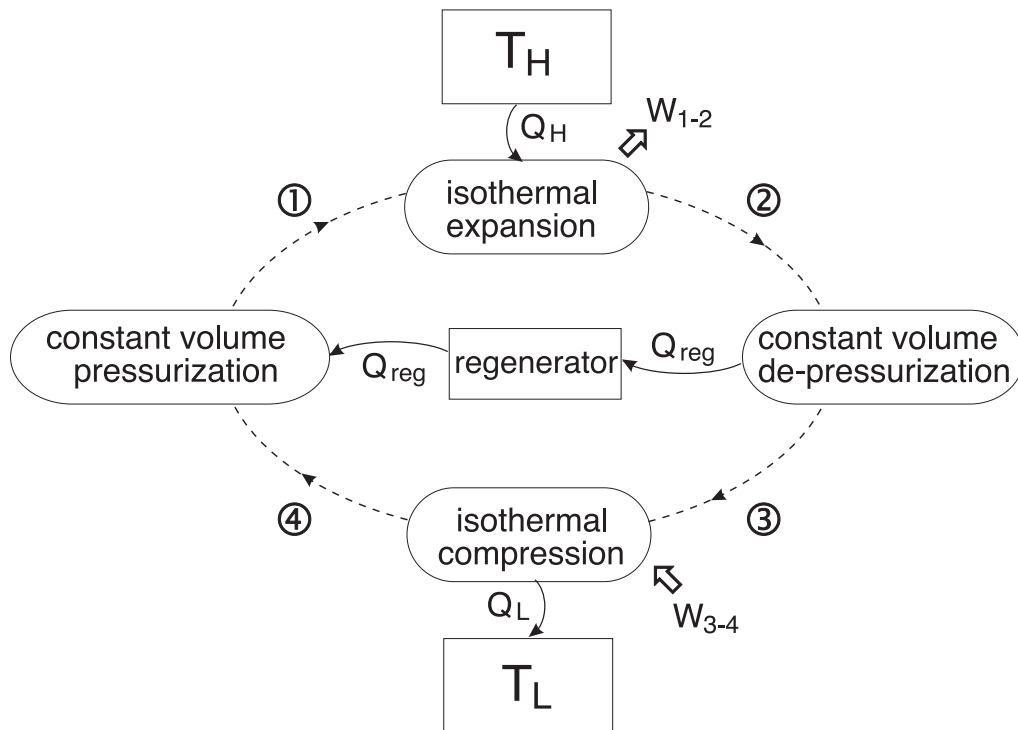 T_H
Q_H
W_1-2
①
isothermal
expansion
②
constant volume
pressurization
Q_reg
regenerator
Q_reg
constant volume
de-pressurization
④
isothermal
compression
③
Q_L
W_3-4
T_L